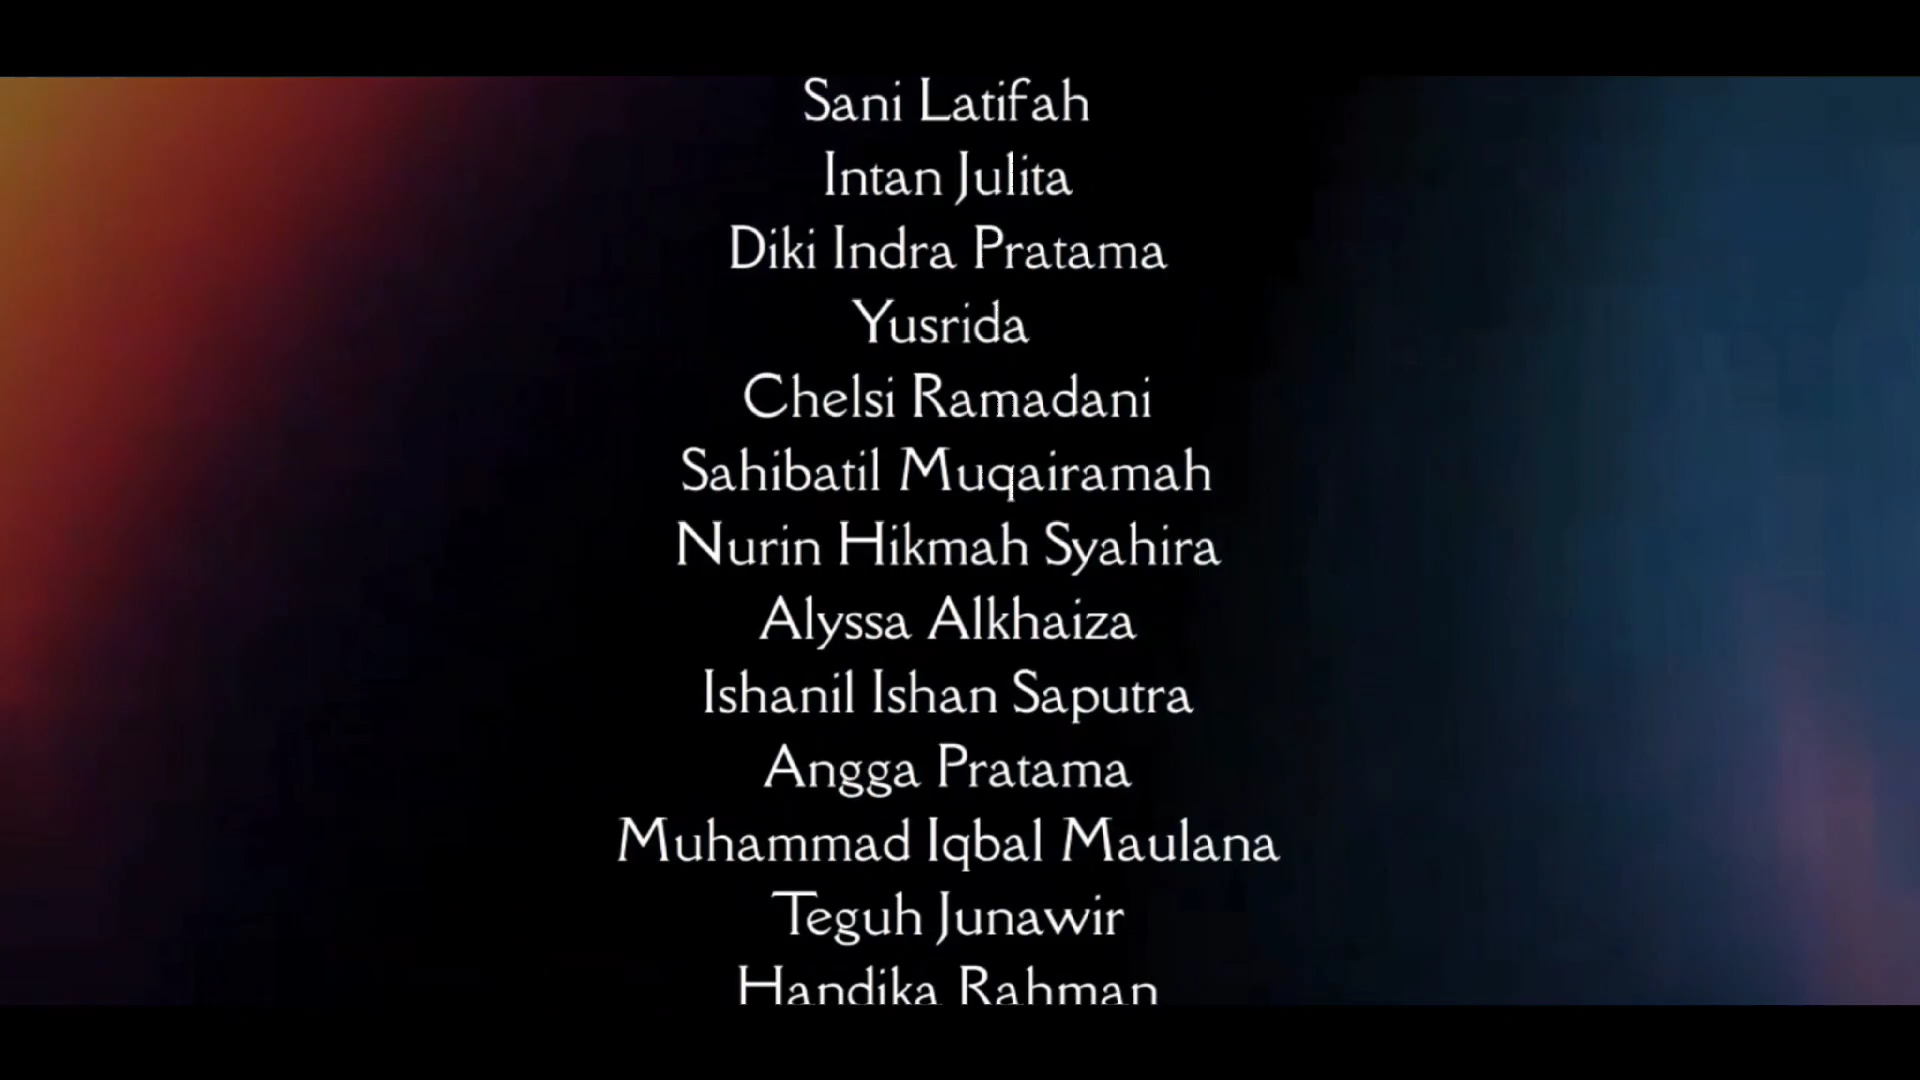 Sani Latifah
Intan Julita
Diki Indra Pratama
Yusrida
Chelsi Ramadani
Sahibatil Muqairamah
Nurin Hikmah Syahira
Alyssa Alkhaiza
Ishanil Ishan Saputra
Angga Pratama
Muhammad Iqbal Maulana
Teguh Junawir
Handika Rahman